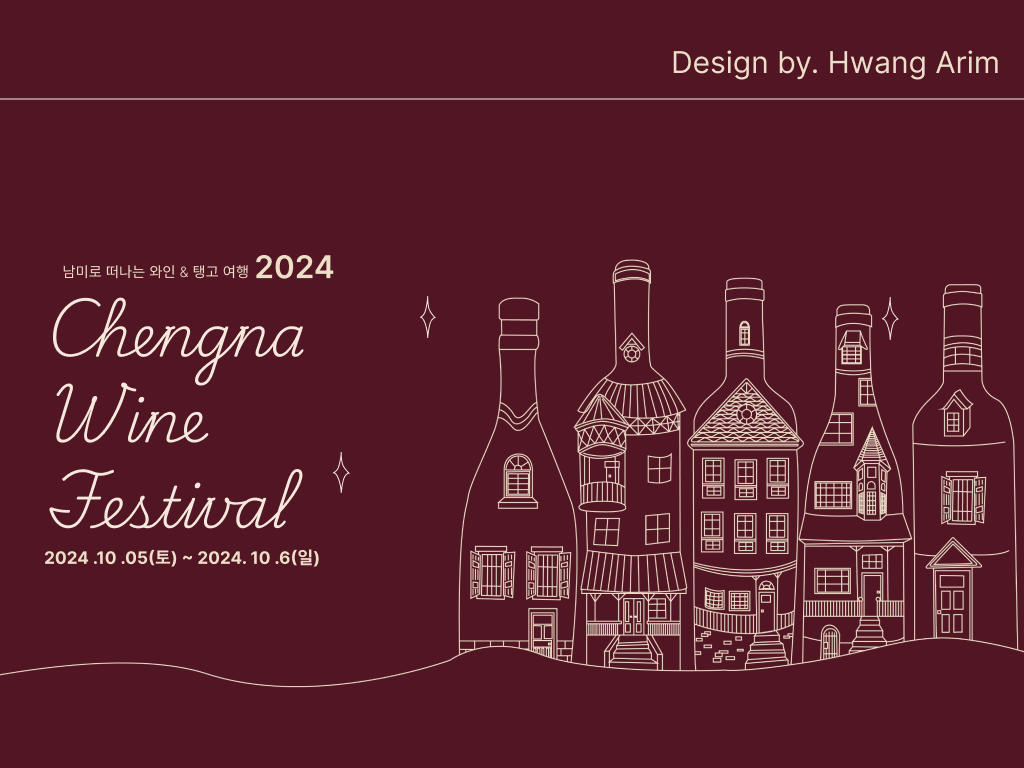 Design by. Hwang Arim
남미로 떠나는 와인 & 탱고 여행 2024
Chengna
Wine
Festival
2024 .10 .05(토) ~ 2024. 10 .6(일)